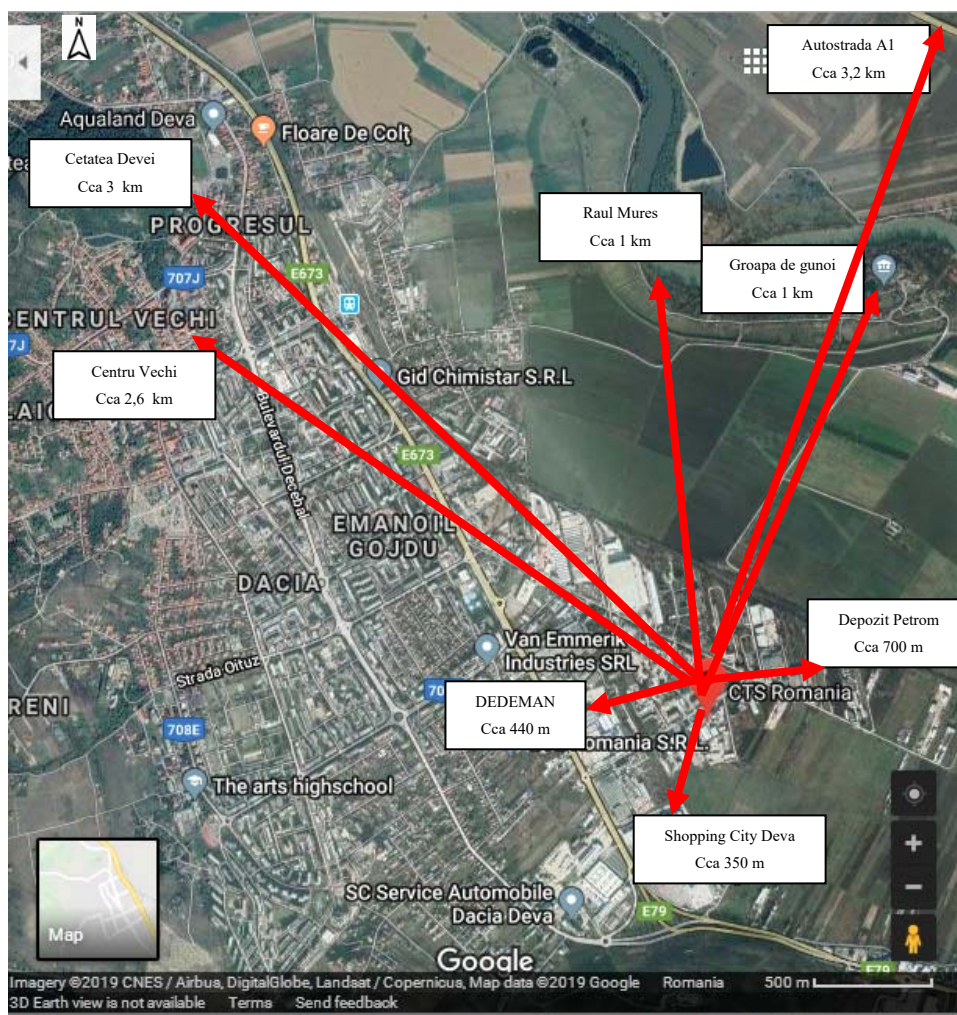 N
Autostrada A1
Cca 3,2 km
Aqualand Deva
Floare De Colț
Cetatea Devei
Cca 3 km
PROGRESUL
Raul Mures
Cca 1 km
Groapa de gunoi
Cca 1 km
707J
E673
ENTRUL VECHI
7J
Centru Vechi
Cca 2,6 km
Gid Chimistar S.R.L
Bulevardul Decebal
E673
EMANOIL
GOJDU
DACIA
Depozit Petrom
Cca 700 m
Van Emmerik
Industries SRL
Strada Oituz
CTS Romania
RENI
DEDEMAN
Cca 440 m
708E
omania S.R.L.
The arts highschool
Shopping City Deva
Cca 350 m
SC Service Automobile
Dacia Deva
E79
Map
Google
E79
Imagery ©2019 CNES / Airbus, DigitalGlobe, Landsat / Copernicus, Map data ©2019 Google Romania 500 m
3D Earth view is not available Terms Send feedback